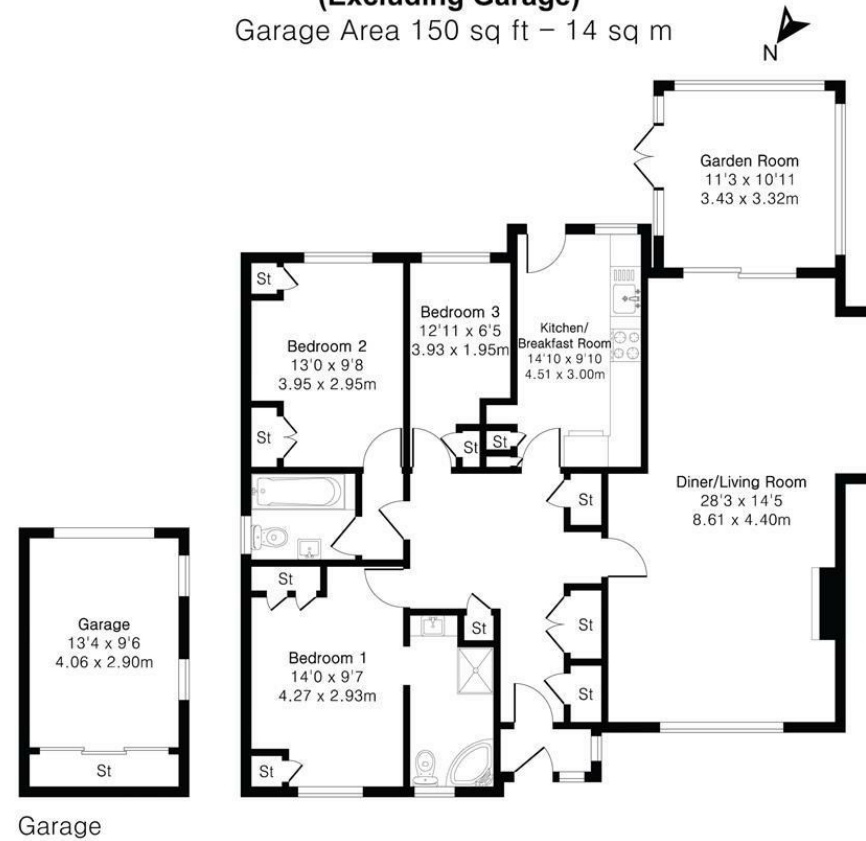 (Excluding Garage)
Garage Area 150 sq ft – 14 sq m
N
Garden Room
11'3 x 10'11
3.43 x 3.32m
St
Bedroom 2
13'0 x 9'8
3.95 x 2.95m
St
Bedroom 3
12'11 x 6'5
3.93 x 1.95m
St
Kitchen/
Breakfast Room
14'10 x 9'10
4.51 x 3.00m
St
Diner/Living Room
28'3 x 14'5
8.61 x 4.40m
St
St
St
St
St
Bedroom 1
14'0 x 9'7
4.27 x 2.93m
St
Garage
13'4 x 9'6
4.06 x 2.90m
St
Garage